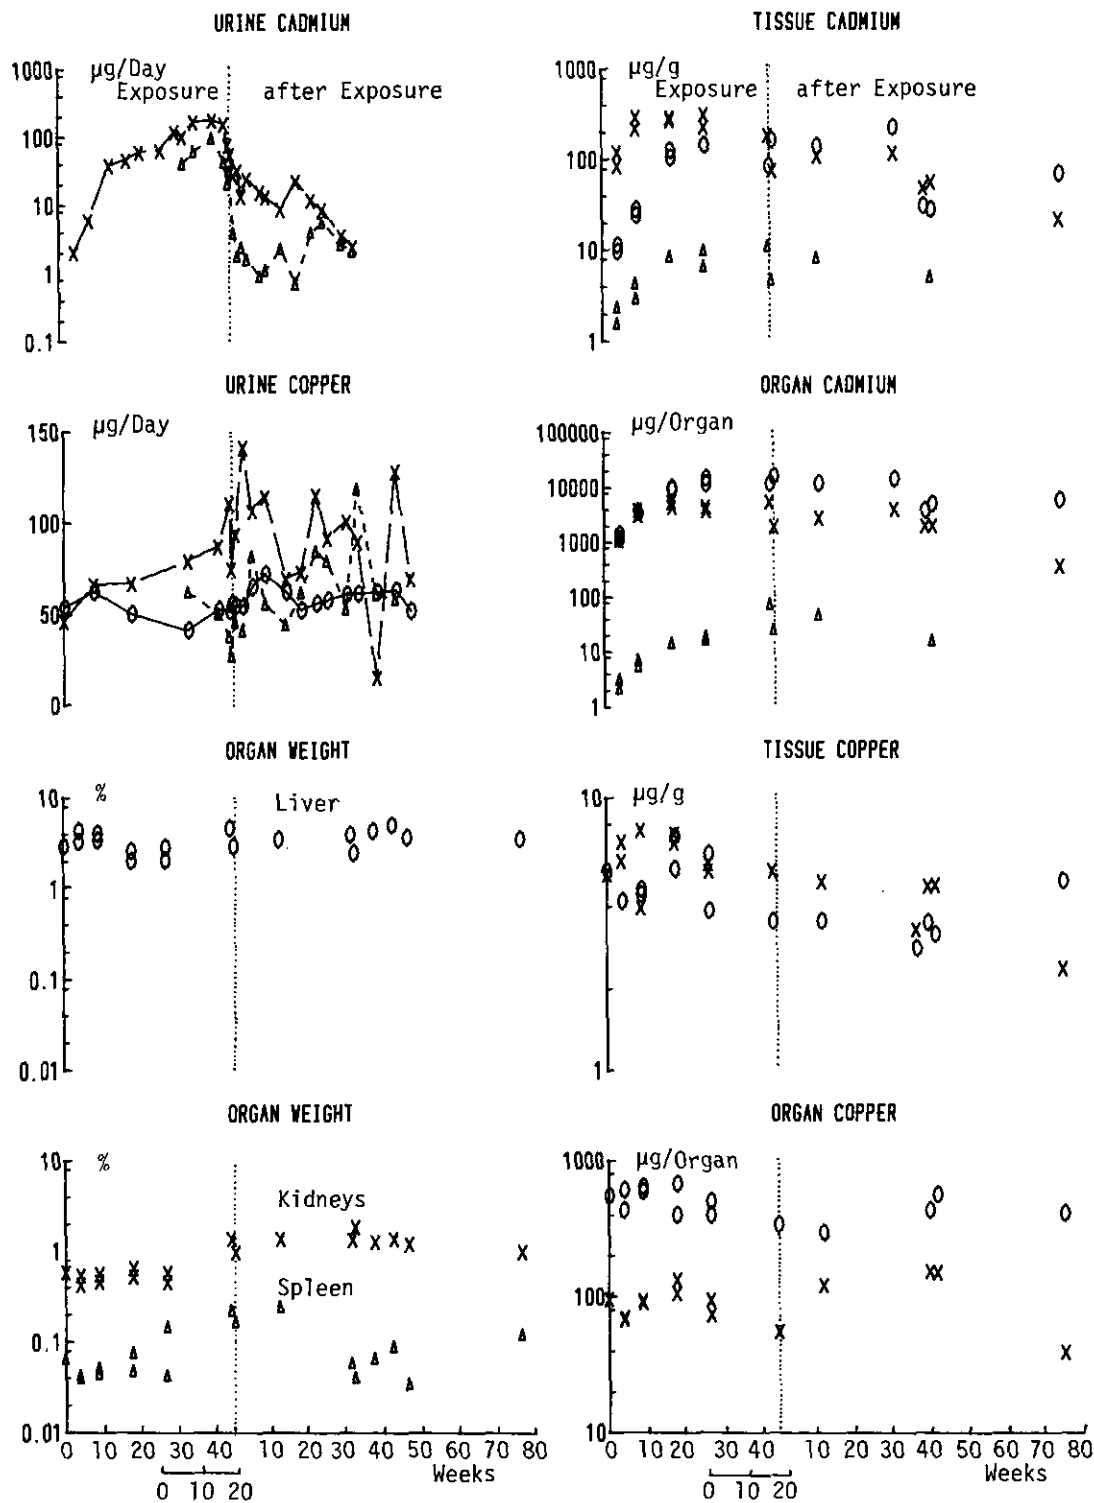 URINE CADMIUM
µg/Day
Exposure after Exposure
1000
100
10
1
0.1
TISSUE CADMIUM
µg/g
Exposure after Exposure
1000
100
10
1
URINE COPPER
µg/Day
150
100
50
0
ORGAN CADMIUM
µg/Organ
100000
10000
1000
100
10
1
ORGAN WEIGHT
%
Liver
10
1
0.1
0.01
TISSUE COPPER
µg/g
10
1
ORGAN WEIGHT
%
Kidneys
Spleen
10
1
0.1
0.01
0 10 20 30 40 10 20 30 40 50 60 70 80
Weeks
0 10 20
ORGAN COPPER
µg/Organ
1000
100
10
0 10 20 30 40 10 20 30 40 50 60 70 80
Weeks
0 10 20